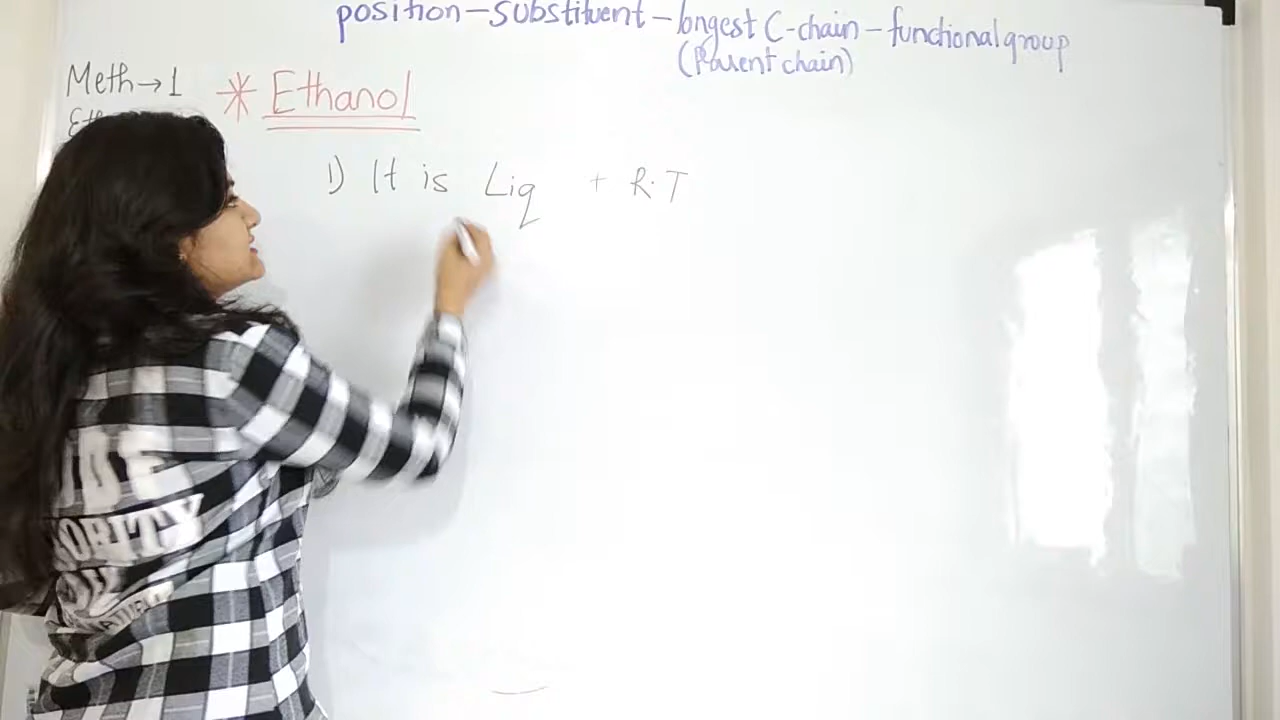 position – substituent – longest C-chain – functional group
(Parent chain)
Meth → 1
* Ethanol
1) It is Liq + R.T